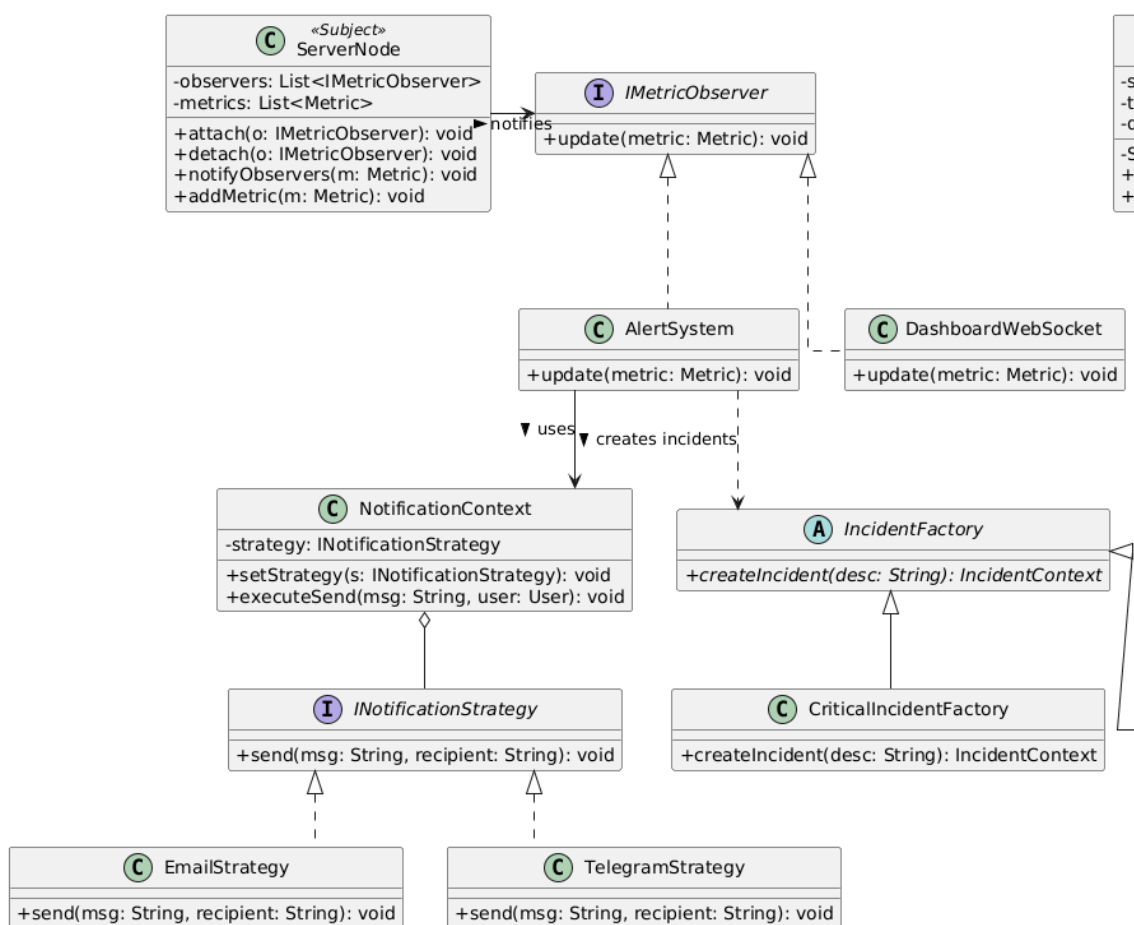 C
«Subject»
ServerNode
-observers: List<IMetricObserver>
-metrics: List<Metric>
+attach(o: IMetricObserver): void
+detach(o: IMetricObserver): void
+notifyObservers(m: Metric): void
+addMetric(m: Metric): void
notifies
I IMetricObserver
+update(metric: Metric): void
-s
-t
-S
+
+
C AlertSystem
+update(metric: Metric): void
C DashboardWebSocket
+update(metric: Metric): void
uses
creates incidents
C NotificationContext
-strategy: INotificationStrategy
+setStrategy(s: INotificationStrategy): void
+executeSend(msg: String, user: User): void
A IncidentFactory
+createIncident(desc: String): IncidentContext
I INotificationStrategy
+send(msg: String, recipient: String): void
C CriticalIncidentFactory
+createIncident(desc: String): IncidentContext
C EmailStrategy
+send(msg: String, recipient: String): void
C TelegramStrategy
+send(msg: String, recipient: String): void